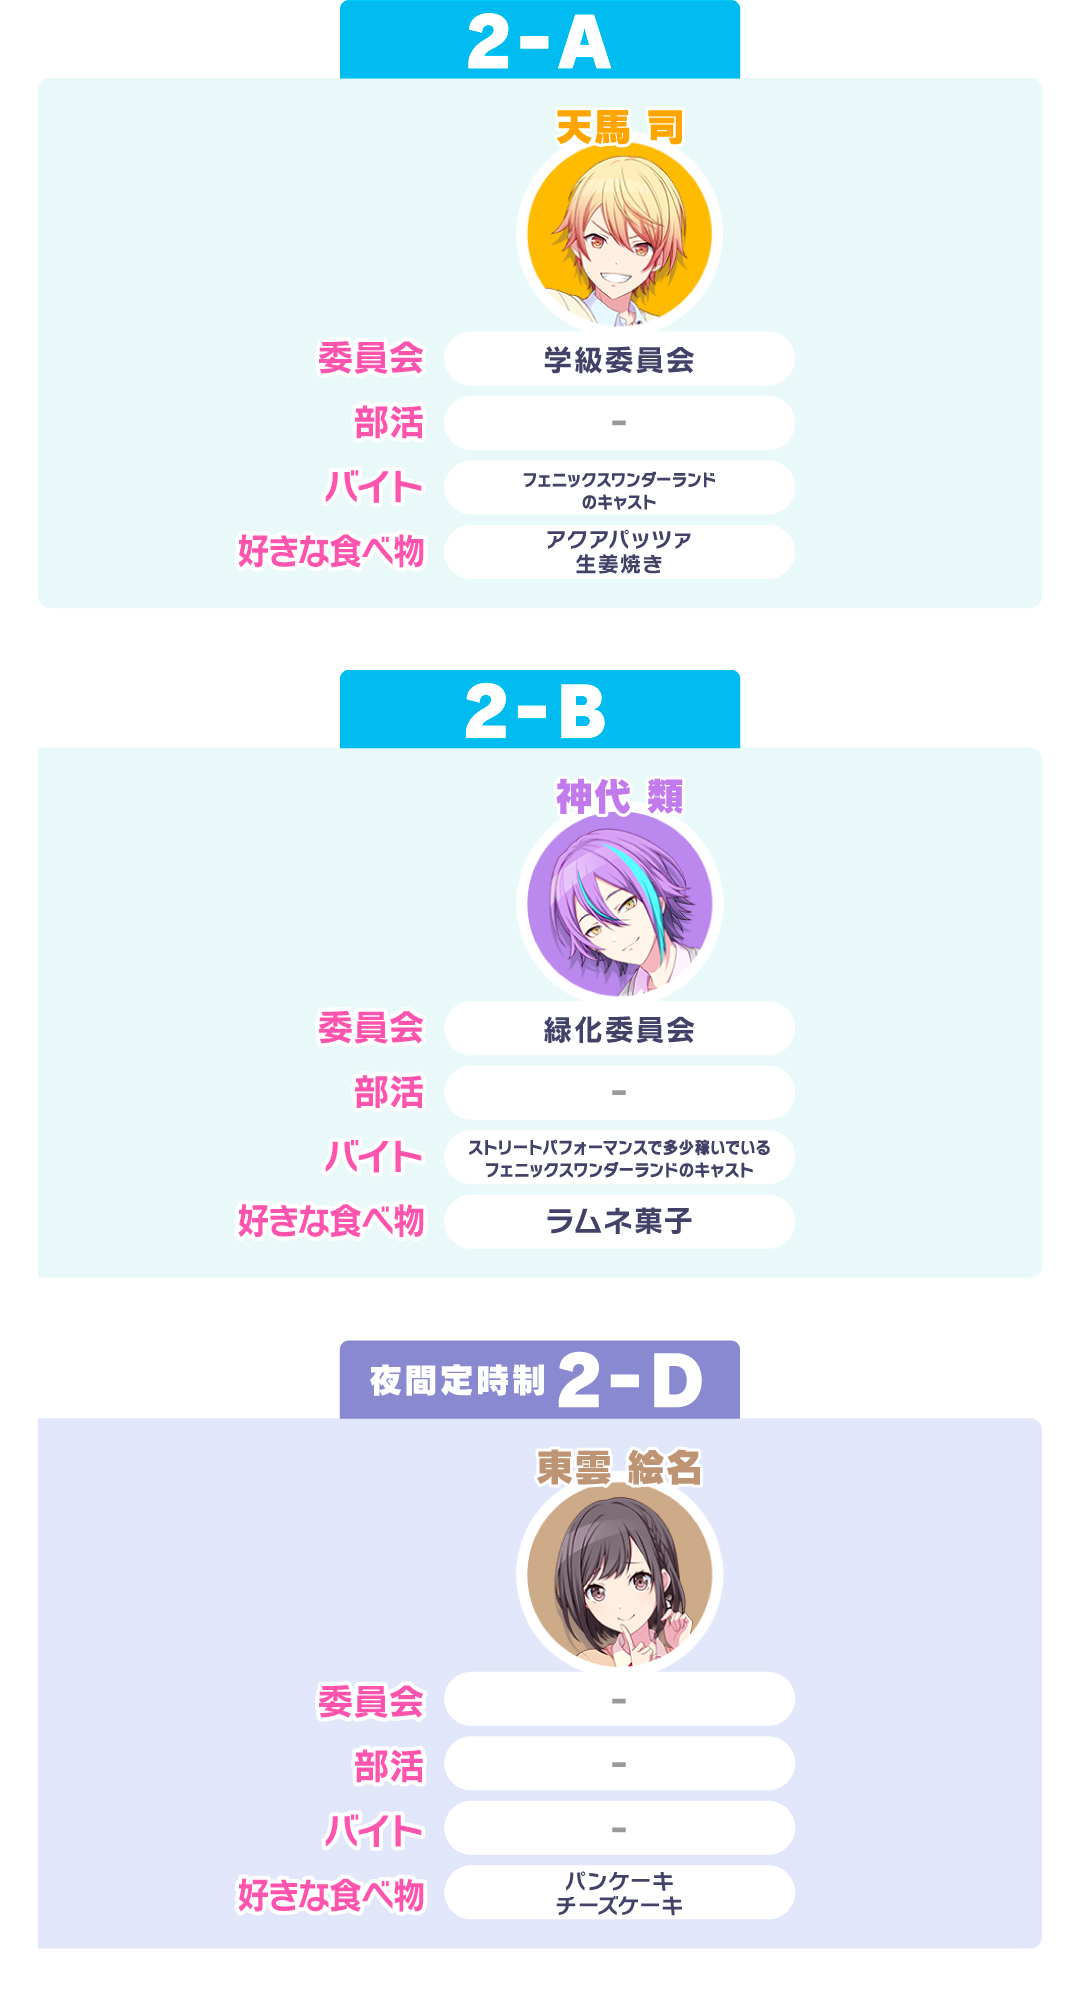 2-A
天馬 司
委員会
学級委員会
部活
-
バイト
フェニックスワンダーランド
のキャスト
好きな食べ物
アクアパッツァ
生姜焼き
2-B
神代 類
委員会
緑化委員会
部活
-
バイト
ストリートパフォーマンスで多少稼いでいる
フェニックスワンダーランドのキャスト
好きな食べ物
ラムネ菓子
夜間定時制 2-D
東雲 絵名
委員会
-
部活
-
バイト
-
好きな食べ物
パンケーキ
チーズケーキ